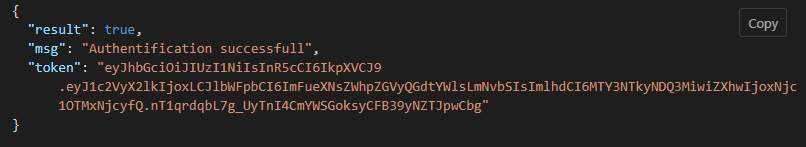 {
Copy
"result": true,
"msg": "Authentification successfull",
"token": "eyJhbGciOiJIUzI1NiIsInR5cCI6IkpXVCJ9
.eyJ1c2VyX2lkIjoxLCJlbWFpbCI6ImFueXNsZWhpZGVyQGdtYWlsLmNvbSIsImlhdCI6MTY3NTkyNDQ3MiwiZXhwIjoxNjc
1OTMxNjcyfQ.nT1qrdqbL7g_UyTnI4CmYWSGoksyCFB39yNZTJpwCbg"
}